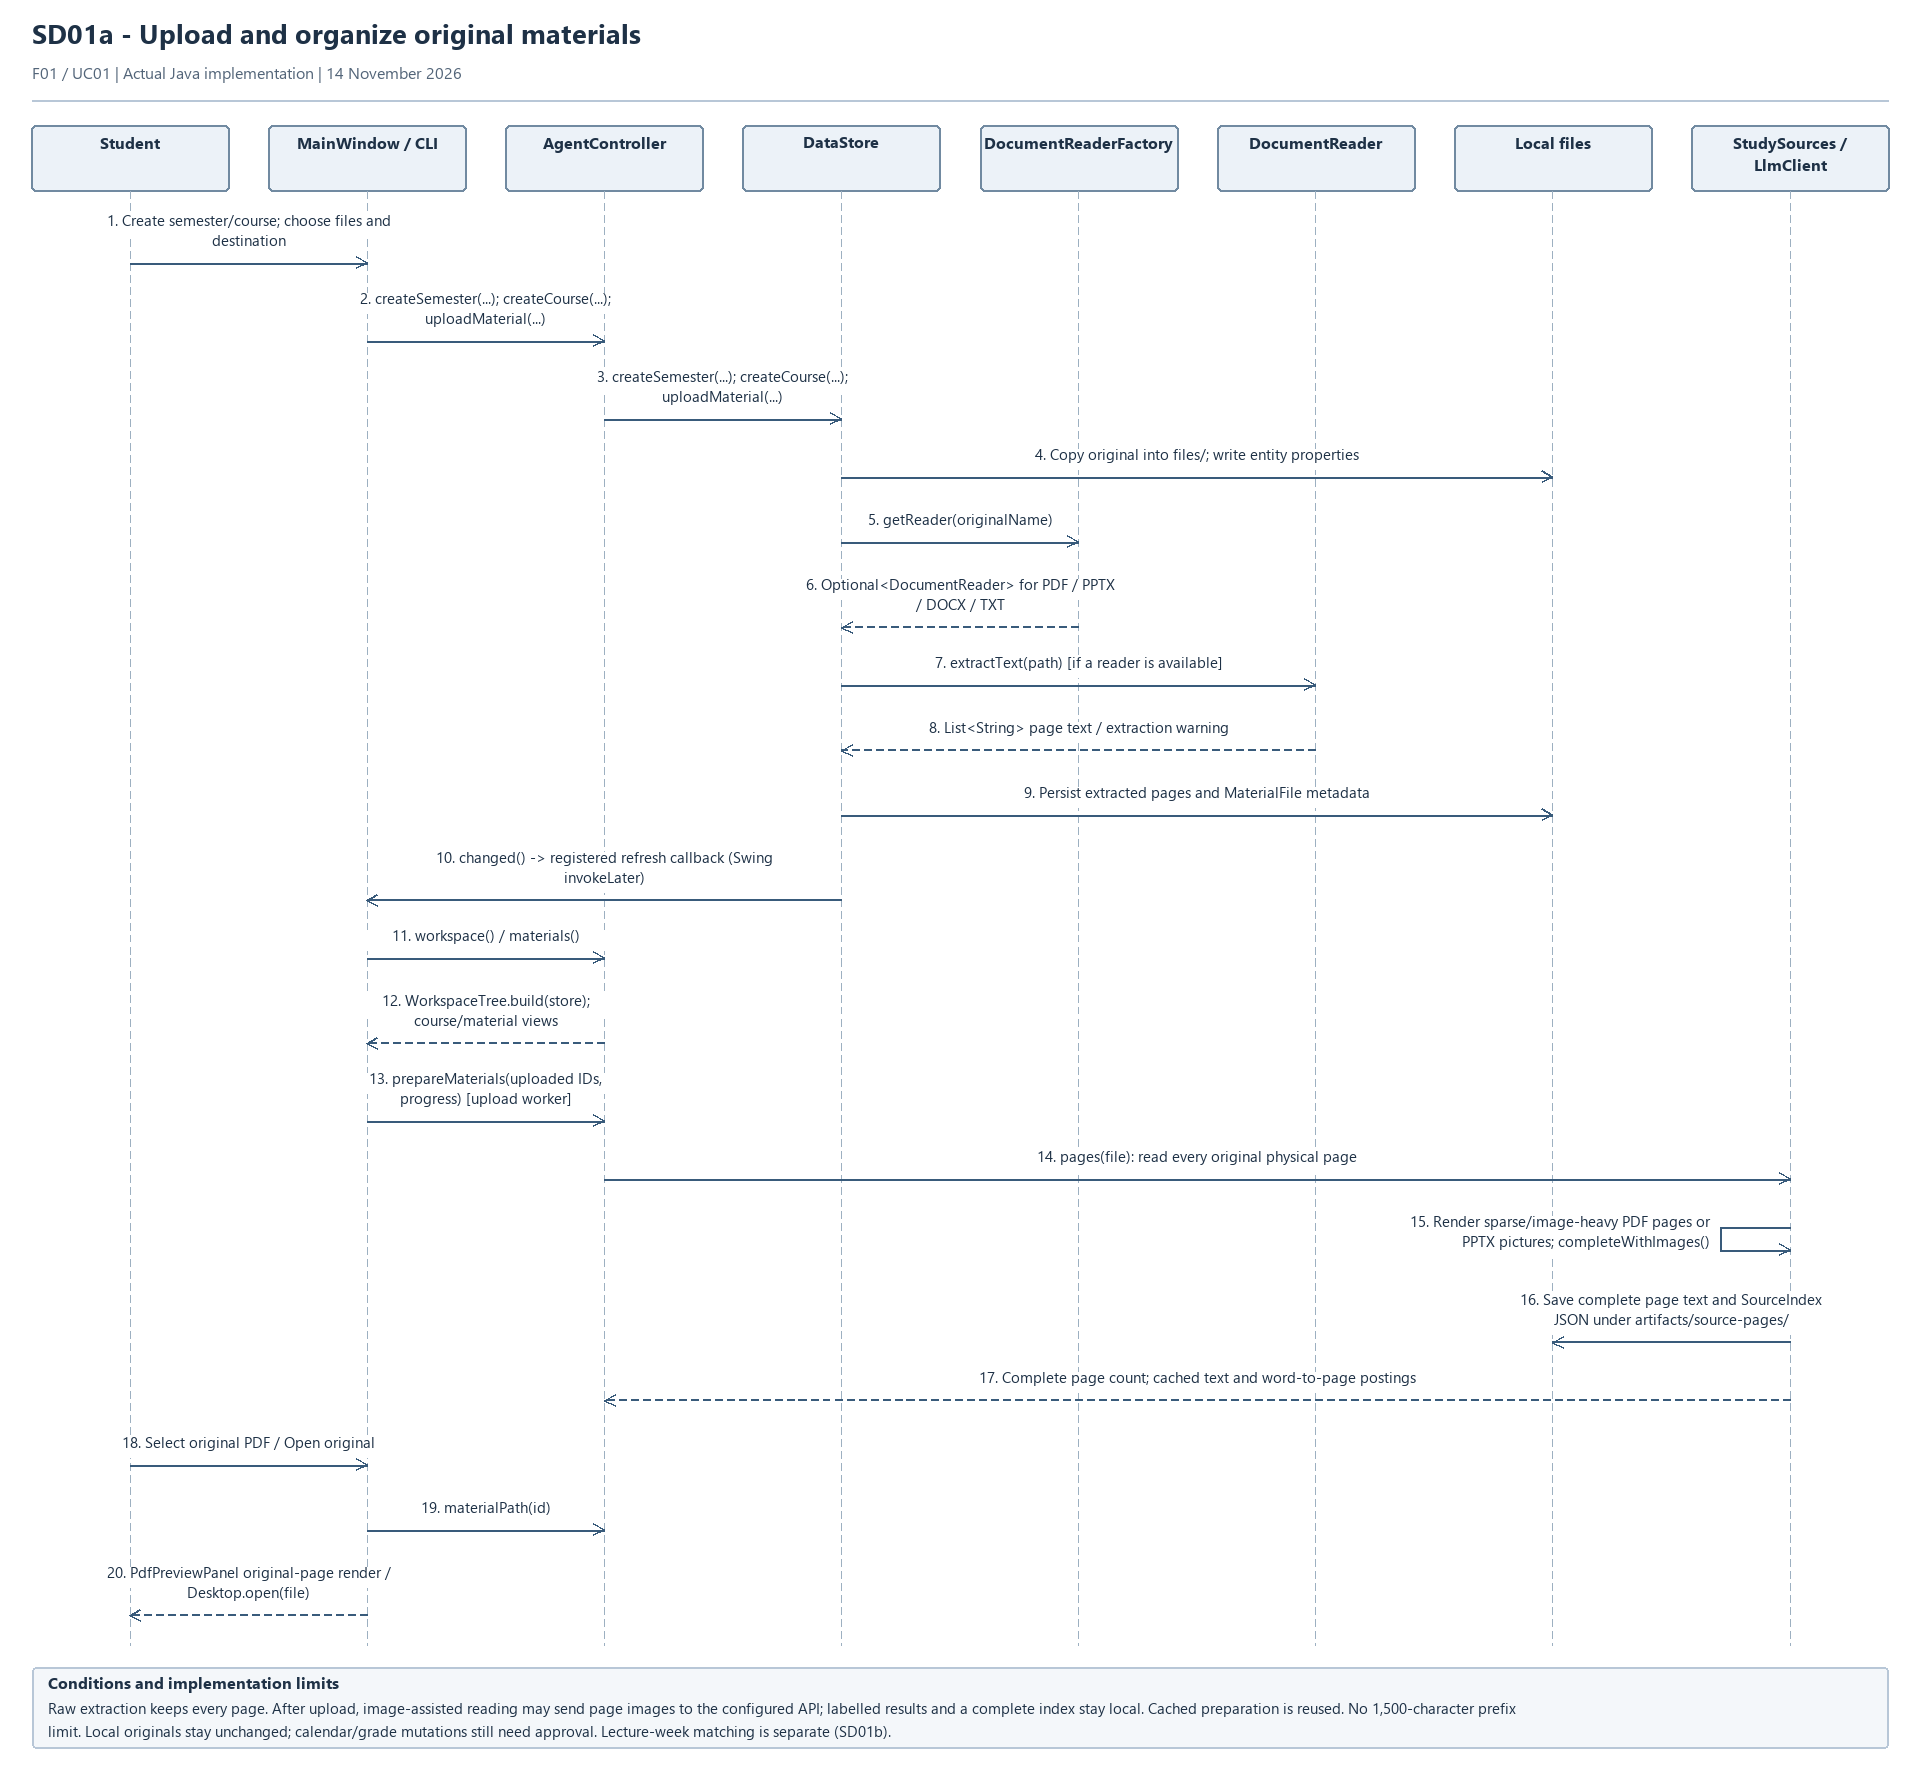 SD01a - Upload and organize original materials
F01 / UC01 | Actual Java implementation | 14 November 2026
Student
MainWindow / CLI
AgentController
DataStore
DocumentReaderFactory
DocumentReader
Local files
StudySources /
LlmClient
1. Create semester/course; choose files and
destination
2. createSemester(...); createCourse(...);
uploadMaterial(...)
3. createSemester(...); createCourse(...);
uploadMaterial(...)
4. Copy original into files/; write entity properties
5. getReader(originalName)
6. Optional<DocumentReader> for PDF / PPTX
/ DOCX / TXT
7. extractText(path) [if a reader is available]
8. List<String> page text / extraction warning
9. Persist extracted pages and MaterialFile metadata
10. changed() -> registered refresh callback (Swing
invokeLater)
11. workspace() / materials()
12. WorkspaceTree.build(store);
course/material views
13. prepareMaterials(uploaded IDs,
progress) [upload worker]
14. pages(file): read every original physical page
15. Render sparse/image-heavy PDF pages or
PPTX pictures; completeWithImages()
16. Save complete page text and SourceIndex
JSON under artifacts/source-pages/
17. Complete page count; cached text and word-to-page postings
18. Select original PDF / Open original
19. materialPath(id)
20. PdfPreviewPanel original-page render /
Desktop.open(file)
Conditions and implementation limits
Raw extraction keeps every page. After upload, image-assisted reading may send page images to the configured API; labelled results and a complete index stay local. Cached preparation is reused. No 1,500-character prefix
limit. Local originals stay unchanged; calendar/grade mutations still need approval. Lecture-week matching is separate (SD01b).